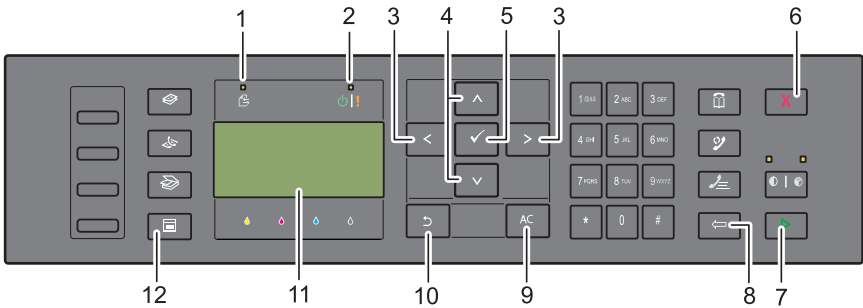 1 2 3 4 5 3 6
1 2 ABC 3 DEF
4 GHI 5 JKL 6 MNO
X
7 PQRS 8 TUV 9 WXYZ
AC
* 0 #
12 11 10 9 8 7